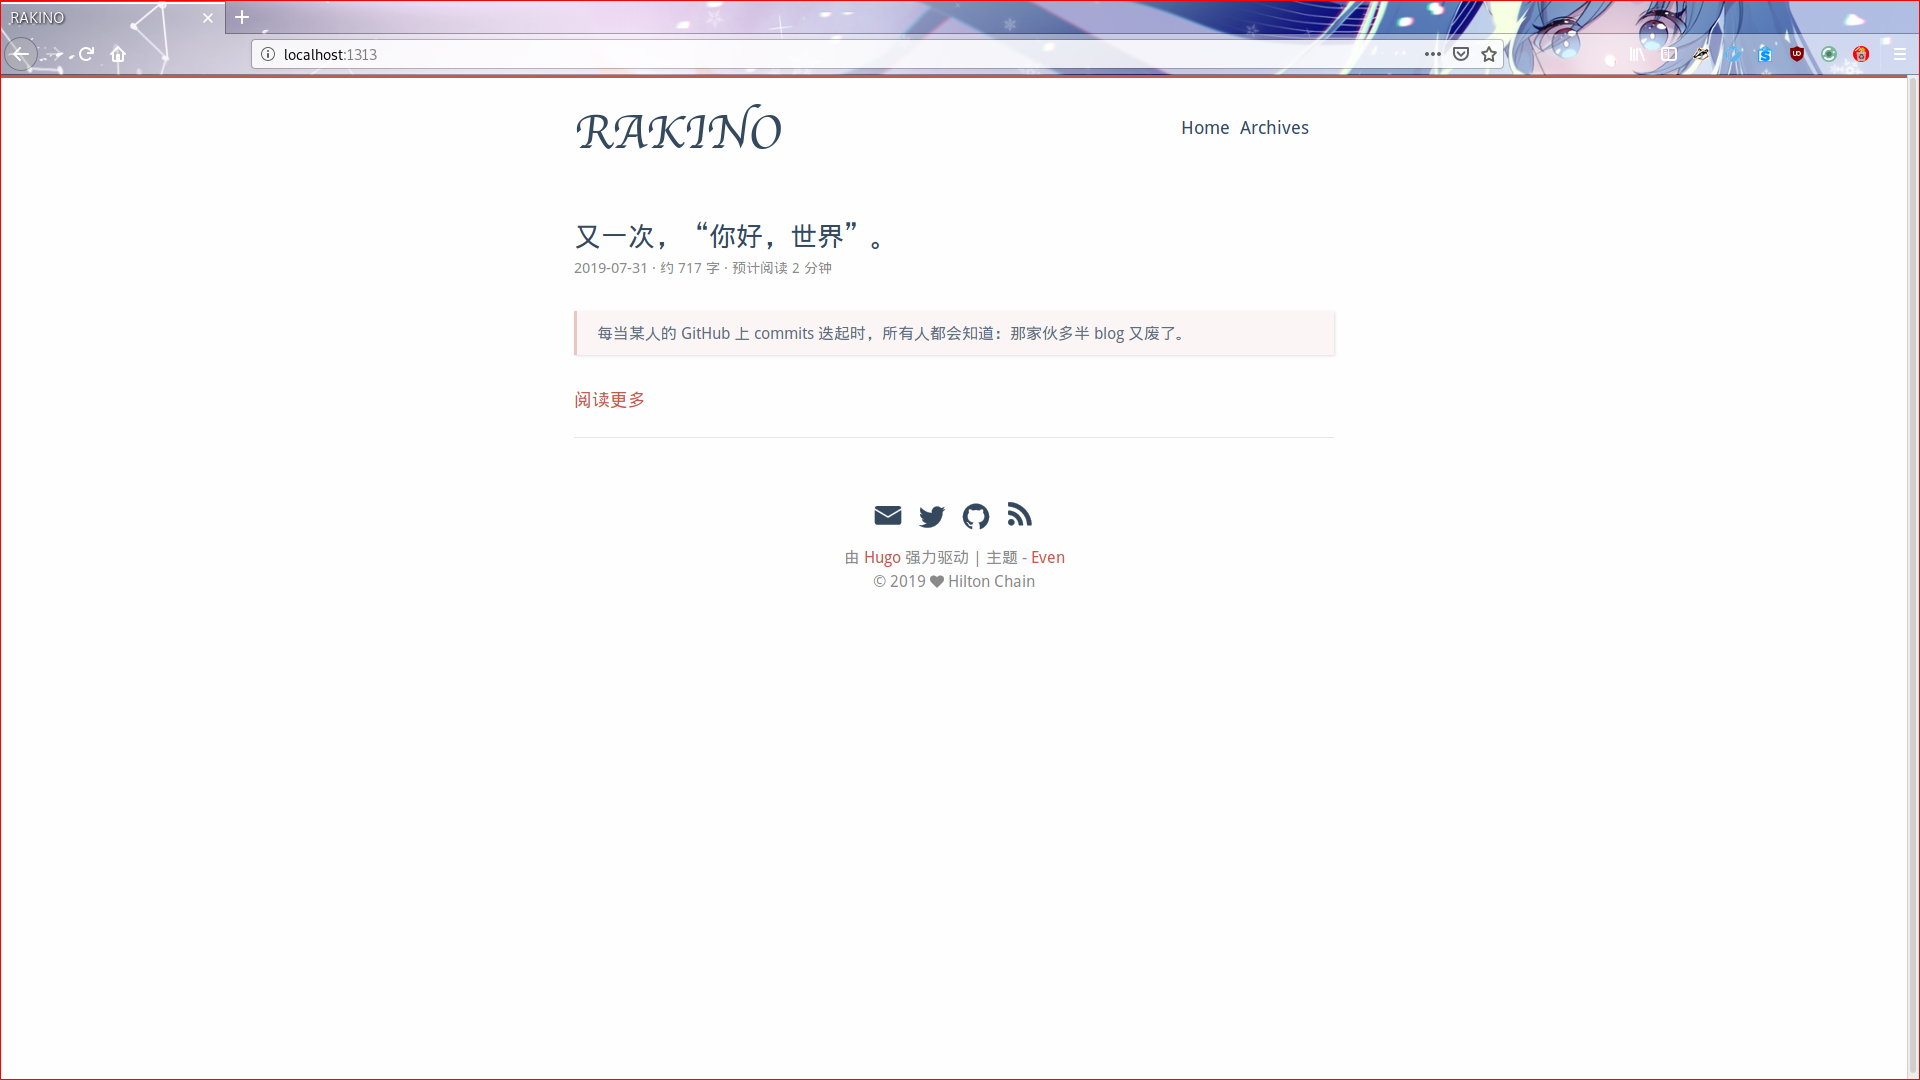 RAKINO
localhost:1313
RAKINO
Home Archives
又一次，“你好，世界”。
2019-07-31 · 约 717 字 · 预计阅读 2 分钟
每当某人的 GitHub 上 commits 迭起时，所有人都会知道：那家伙多半 blog 又废了。
阅读更多
由 Hugo 强力驱动 | 主题 - Even
© 2019 ♥ Hilton Chain